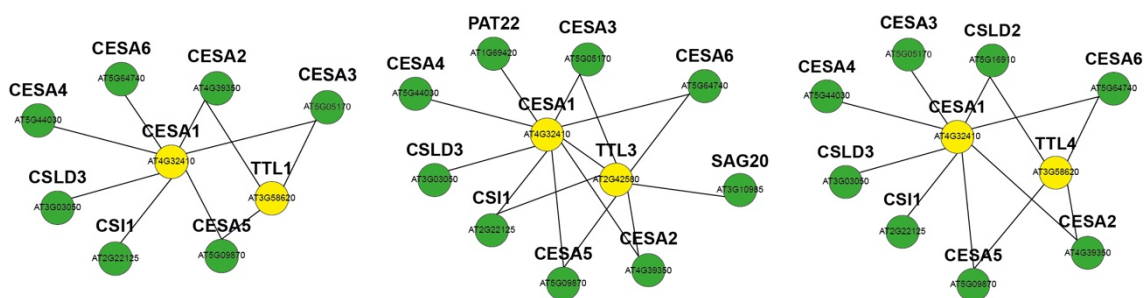 CESA6
AT5G64740
CESA2
AT4G39350
CESA3
AT5G05170
CESA4
AT5G44030
CESA1
AT4G32410
TTL1
AT3G58620
CSLD3
AT3G03050
CSI1
AT2G22125
CESA5
AT5G09870
PAT22
AT1G69420
CESA3
AT5G05170
CESA6
AT5G64740
CESA4
AT5G44030
CESA1
AT4G32410
TTL3
AT2G42580
CSLD3
AT3G03050
SAG20
AT3G10985
CSI1
AT2G22125
CESA2
AT4G39350
CESA5
AT5G09870
CESA3
AT5G05170
CSLD2
AT5G16910
CESA6
AT5G64740
CESA4
AT5G44030
CESA1
AT4G32410
TTL4
AT3G58620
CSLD3
AT3G03050
CSI1
AT2G22125
CESA2
AT4G39350
CESA5
AT5G09870